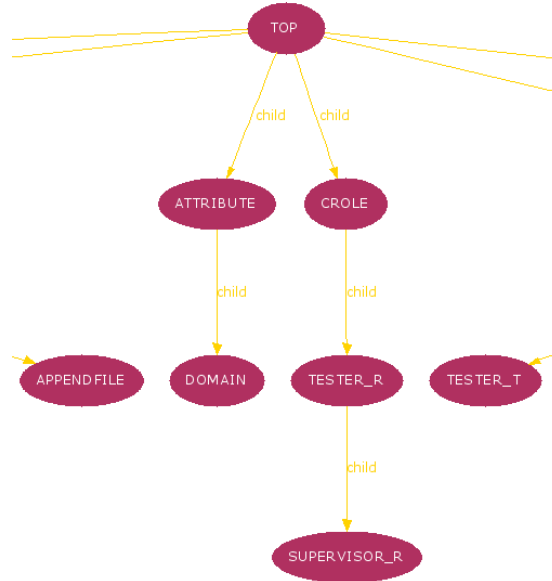 TOP
child
child
ATTRIBUTE
CROLE
child
child
APPENDFILE
DOMAIN
TESTER_R
TESTER_T
child
SUPERVISOR_R